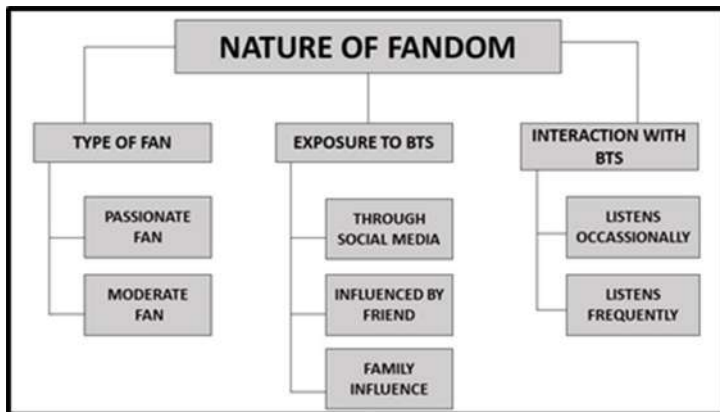 NATURE OF FANDOM
TYPE OF FAN
PASSIONATE
FAN
MODERATE
FAN
EXPOSURE TO BTS
THROUGH
SOCIAL MEDIA
INFLUENCED BY
FRIEND
FAMILY
INFLUENCE
INTERACTION WITH
BTS
LISTENS
OCCASSIONALLY
LISTENS
FREQUENTLY